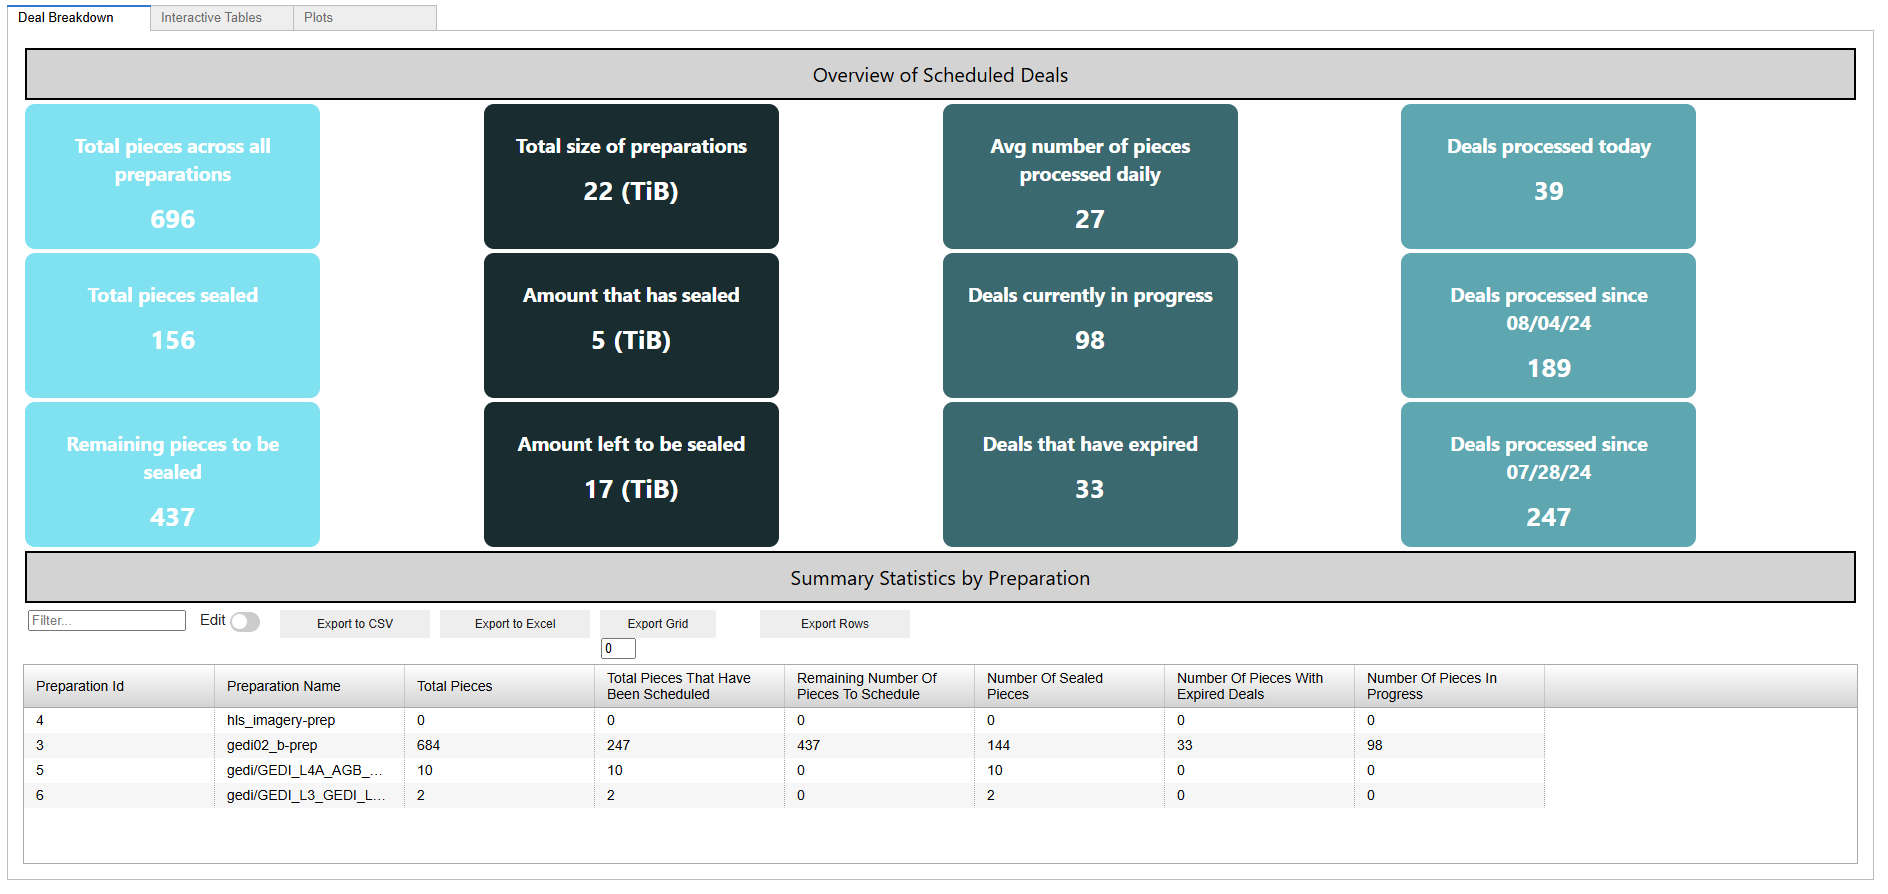 Deal Breakdown
Interactive Tables
Plots
Overview of Scheduled Deals
Total pieces across all
preparations
696
Total size of preparations
22 (TiB)
Avg number of pieces
processed daily
27
Deals processed today
39
Total pieces sealed
156
Amount that has sealed
5 (TiB)
Deals currently in progress
98
Deals processed since
08/04/24
189
Remaining pieces to be
sealed
437
Amount left to be sealed
17 (TiB)
Deals that have expired
33
Deals processed since
07/28/24
247
Summary Statistics by Preparation
Filter...
Edit
Export to CSV
Export to Excel
Export Grid
Export Rows
0
Preparation Id
Preparation Name
Total Pieces
Total Pieces That Have
Been Scheduled
Remaining Number Of
Pieces To Schedule
Number Of Sealed
Pieces
Number Of Pieces With
Expired Deals
Number Of Pieces In
Progress
4 hls_imagery-prep 0 0 0 0 0 0
3 gedi02_b-prep 684 247 437 144 33 98
5 gedi/GEDI_L4A_AGB_... 10 10 0 10 0 0
6 gedi/GEDI_L3_GEDI_L... 2 2 0 2 0 0